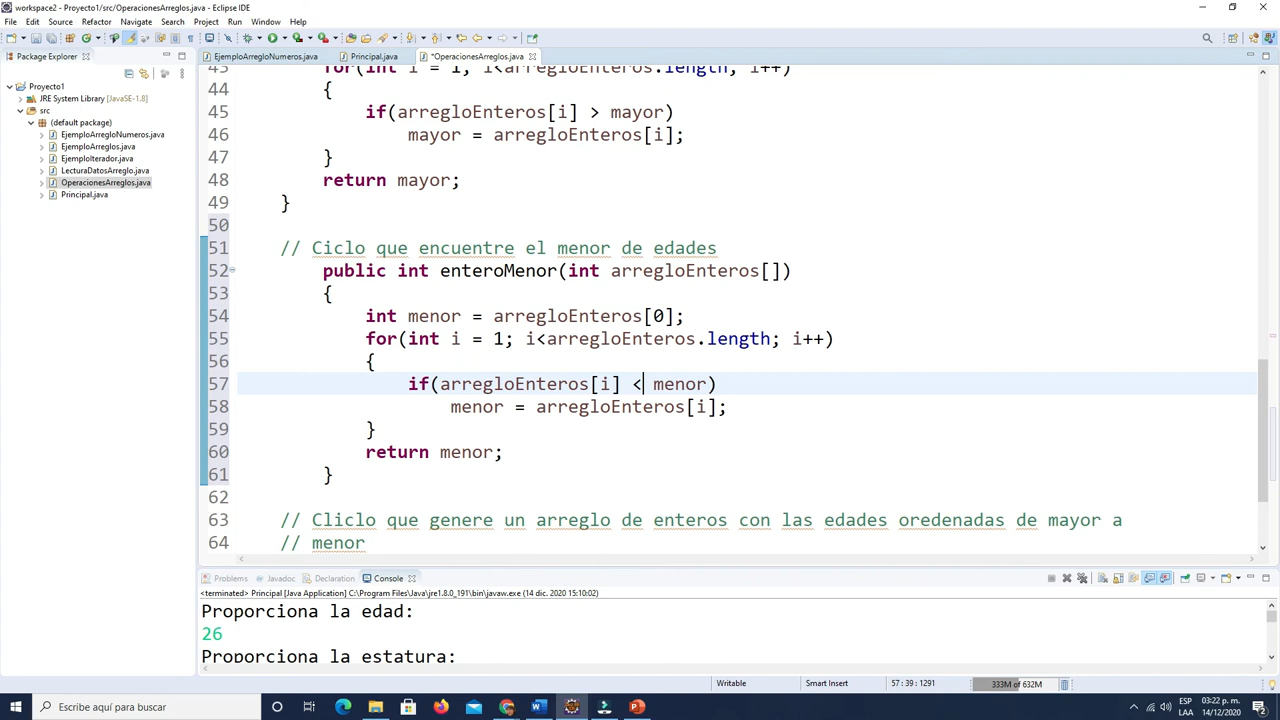 workspace2 - Proyecto1/src/OperacionesArreglos.java - Eclipse IDE
File Edit Source Refactor Navigate Search Project Run Window Help
Package Explorer
EjemploArregloNumeros.java Principal.java *OperacionesArreglos.java
Proyecto1
JRE System Library [JavaSE-1.8]
src
(default package)
EjemploArregloNumeros.java
EjemploArreglos.java
EjemploIterador.java
LecturaDatosArreglo.java
OperacionesArreglos.java
Principal.java
43 for(int i = 1; i<arregloEnteros.length; i++)
44 {
45 if(arregloEnteros[i] > mayor)
46 mayor = arregloEnteros[i];
47 }
48 return mayor;
49 }
50
51 // Ciclo que encuentre el menor de edades
52 public int enteroMenor(int arregloEnteros[])
53 {
54 int menor = arregloEnteros[0];
55 for(int i = 1; i<arregloEnteros.length; i++)
56 {
57 if(arregloEnteros[i] < menor)
58 menor = arregloEnteros[i];
59 }
60 return menor;
61 }
62
63 // Cliclo que genere un arreglo de enteros con las edades oredenadas de mayor a
64 // menor
Problems Javadoc Declaration Console
<terminated> Principal [Java Application] C:\Program Files\Java\jre1.8.0_191\bin\javaw.exe (14 dic. 2020 15:10:02)
Proporciona la edad:
26
Proporciona la estatura:
Writable Smart Insert 57 : 39 : 1291 333M of 632M
Escribe aquí para buscar
ESP 03:22 p. m.
LAA 14/12/2020